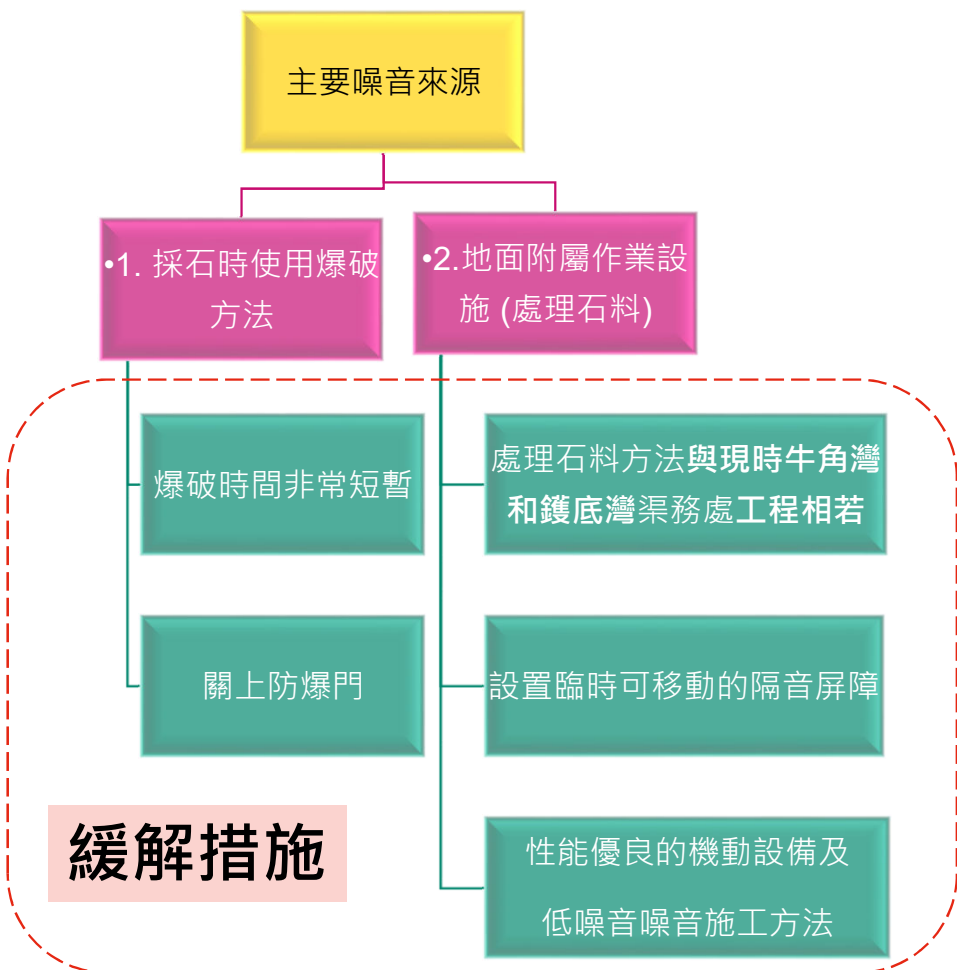 主要噪音來源
•1. 採石時使用爆破
方法
•2.地面附屬作業設
施 (處理石料)
爆破時間非常短暫
關上防爆門
處理石料方法與現時牛角灣
和鑊底灣渠務處工程相若
設置臨時可移動的隔音屏障
性能優良的機動設備及
低噪音噪音施工方法
緩解措施